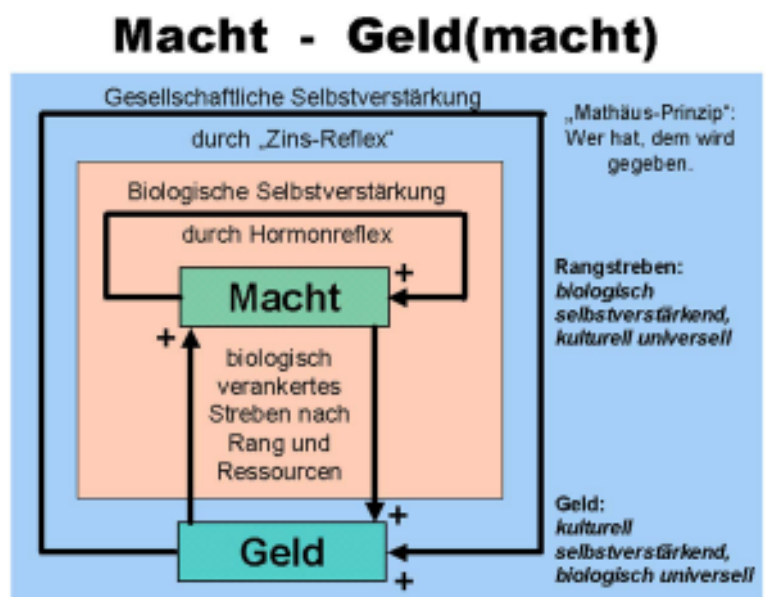 Macht - Geld(macht)
Gesellschaftliche Selbstverstärkung
durch „Zins-Reflex“
„Mathäus-Prinzip“:
Wer hat, dem wird
gegeben.
Biologische Selbstverstärkung
durch Hormonreflex
+
Macht
+
biologisch
verankertes
Streben nach
Rang und
Ressourcen
Rangstreben:
biologisch
selbstverstärkend,
kulturell universell
+
Geld
+
Geld:
kulturell
selbstverstärkend,
biologisch universell